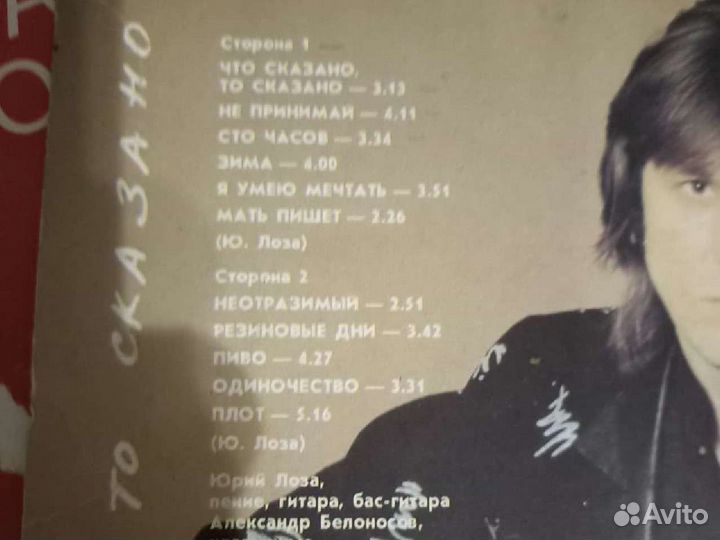 ТО СКАЗАНО
Сторона 1
ЧТО СКАЗАНО,
ТО СКАЗАНО — 3.13
НЕ ПРИНИМАЙ — 4.11
СТО ЧАСОВ — 3.34
ЗИМА — 4.00
Я УМЕЮ МЕЧТАТЬ — 3.51
МАТЬ ПИШЕТ — 2.26
(Ю. Лоза)
Сторона 2
НЕОТРАЗИМЫЙ — 2.51
РЕЗИНОВЫЕ ДНИ — 3.42
ПИВО — 4.27
ОДИНОЧЕСТВО — 3.31
ПЛОТ — 5.16
(Ю. Лоза)
Юрий Лоза,
пение, гитара, бас-гитара
Александр Белоносов,
Avito